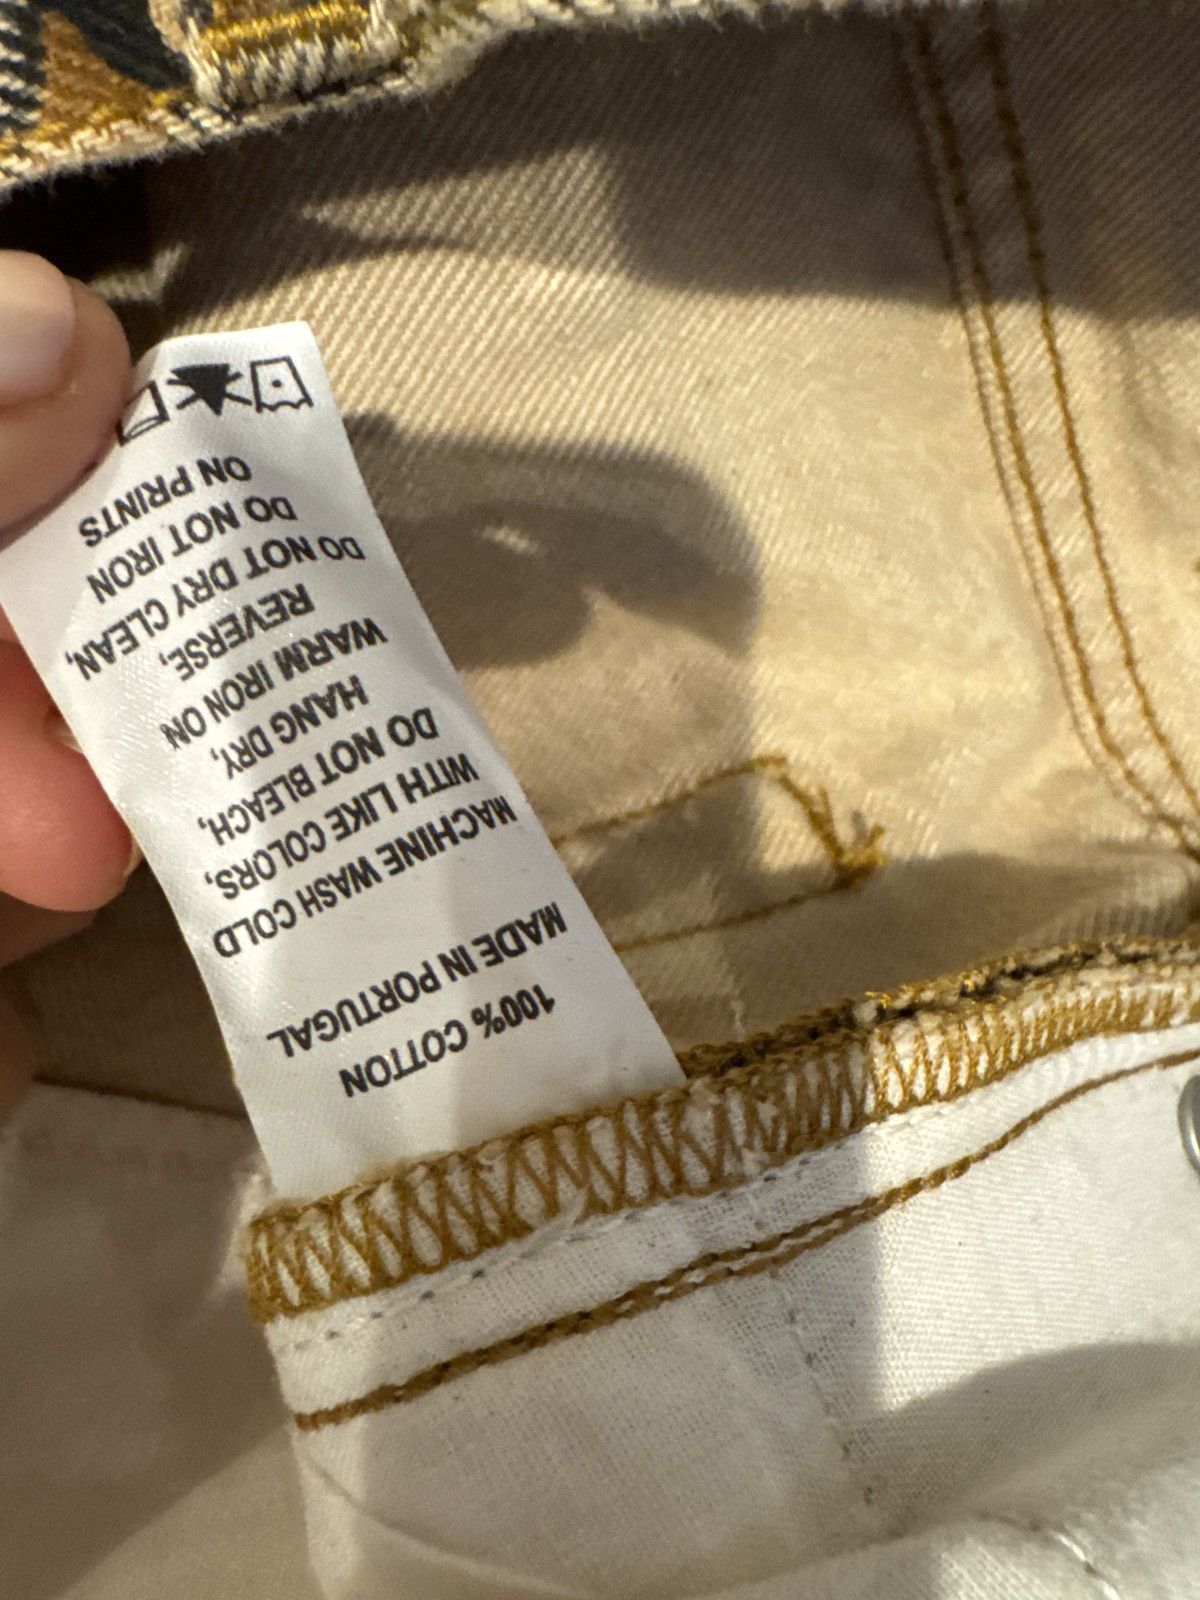 100% COTTON
MADE IN PORTUGAL
MACHINE WASH COLD
WITH LIKE COLORS,
DO NOT BLEACH,
HANG DRY,
WARM IRON ON
REVERSE,
DO NOT DRY CLEAN,
DO NOT IRON
ON PRINTS